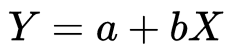 Y = a + bX